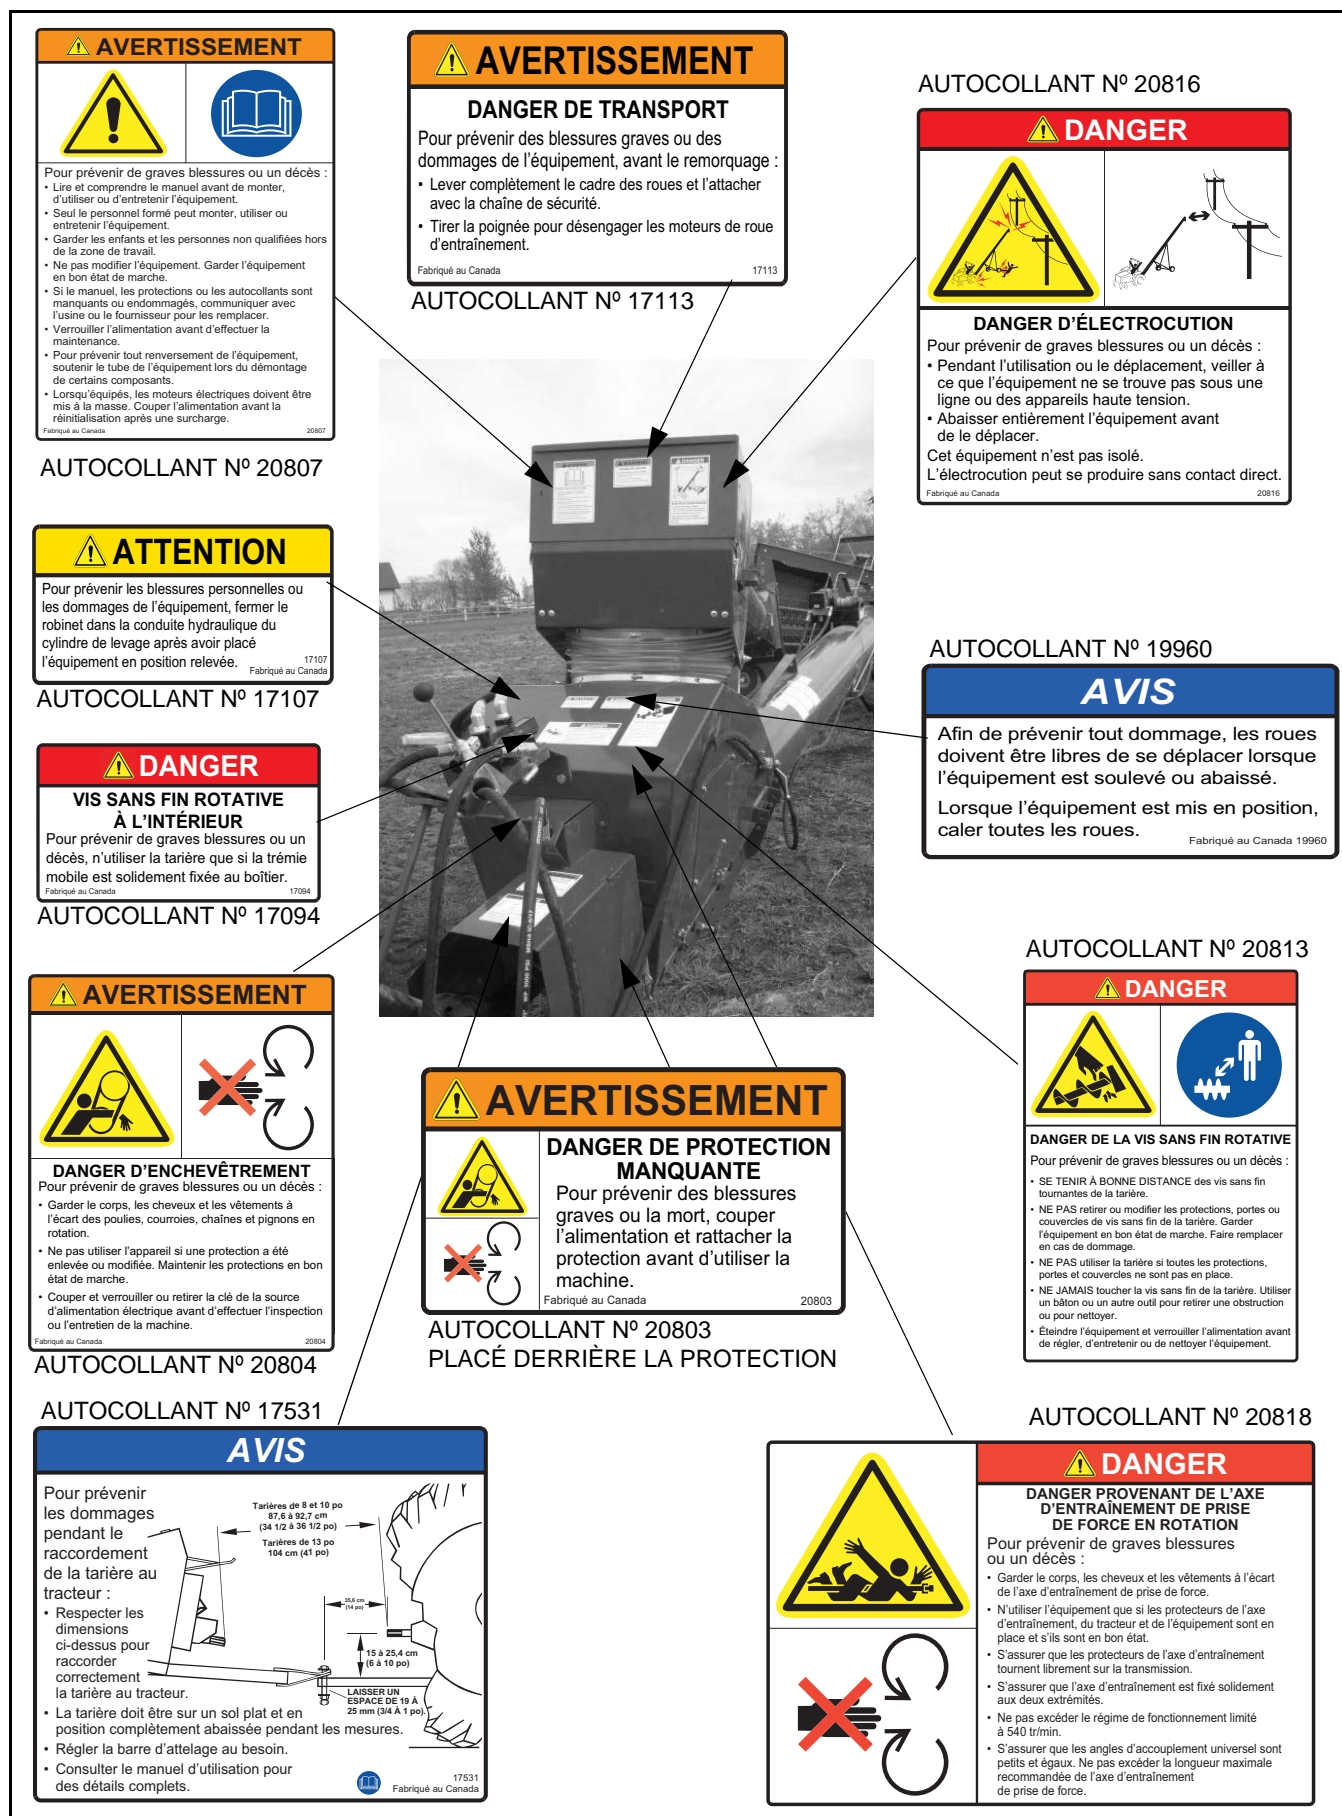 AVERTISSEMENT
Pour prévenir de graves blessures ou un décès :
• Lire et comprendre le manuel avant de monter,
d'utiliser ou d'entretenir l'équipement.
• Seul le personnel formé peut monter, utiliser ou
entretenir l'équipement.
• Garder les enfants et les personnes non qualifiées hors
de la zone de travail.
• Ne pas modifier l'équipement. Garder l'équipement
en bon état de marche.
• Si le manuel, les protections ou les autocollants sont
manquants ou endommagés, communiquer avec
l'usine ou le fournisseur pour les remplacer.
• Verrouiller l'alimentation avant d'effectuer la
maintenance.
• Pour prévenir tout renversement de l'équipement,
soutenir le tube de l'équipement lors du démontage
de certains composants.
• Lorsqu'équipés, les moteurs électriques doivent être
mis à la masse. Couper l'alimentation avant la
réinitialisation après une surcharge.
Fabriqué au Canada 20807
AUTOCOLLANT Nº 20807
AVERTISSEMENT
DANGER DE TRANSPORT
Pour prévenir des blessures graves ou des
dommages de l'équipement, avant le remorquage :
• Lever complètement le cadre des roues et l'attacher
avec la chaîne de sécurité.
• Tirer la poignée pour désengager les moteurs de roue
d'entraînement.
Fabriqué au Canada 17113
AUTOCOLLANT Nº 17113
AUTOCOLLANT Nº 20816
DANGER
DANGER D'ÉLECTROCUTION
Pour prévenir de graves blessures ou un décès :
• Pendant l'utilisation ou le déplacement, veiller à
ce que l'équipement ne se trouve pas sous une
ligne ou des appareils haute tension.
• Abaisser entièrement l'équipement avant
de le déplacer.
Cet équipement n'est pas isolé.
L'électrocution peut se produire sans contact direct.
Fabriqué au Canada 20816
ATTENTION
Pour prévenir les blessures personnelles ou
les dommages de l'équipement, fermer le
robinet dans la conduite hydraulique du
cylindre de levage après avoir placé
l'équipement en position relevée. 17107
Fabriqué au Canada
AUTOCOLLANT Nº 17107
AUTOCOLLANT Nº 19960
AVIS
Afin de prévenir tout dommage, les roues
doivent être libres de se déplacer lorsque
l'équipement est soulevé ou abaissé.
Lorsque l'équipement est mis en position,
caler toutes les roues.
Fabriqué au Canada 19960
DANGER
VIS SANS FIN ROTATIVE
À L'INTÉRIEUR
Pour prévenir de graves blessures ou un
décès, n'utiliser la tarière que si la trémie
mobile est solidement fixée au boîtier.
Fabriqué au Canada 17094
AUTOCOLLANT Nº 17094
AVERTISSEMENT
DANGER D'ENCHEVÊTREMENT
Pour prévenir de graves blessures ou un décès :
• Garder le corps, les cheveux et les vêtements à
l'écart des poulies, courroies, chaînes et pignons en
rotation.
• Ne pas utiliser l'appareil si une protection a été
enlevée ou modifiée. Maintenir les protections en bon
état de marche.
• Couper et verrouiller ou retirer la clé de la source
d'alimentation électrique avant d'effectuer l'inspection
ou l'entretien de la machine.
Fabriqué au Canada 20804
AUTOCOLLANT Nº 20804
AVERTISSEMENT
DANGER DE PROTECTION
MANQUANTE
Pour prévenir des blessures
graves ou la mort, couper
l'alimentation et rattacher la
protection avant d'utiliser la
machine.
Fabriqué au Canada 20803
AUTOCOLLANT Nº 20803
PLACÉ DERRIÈRE LA PROTECTION
AUTOCOLLANT Nº 20813
DANGER
DANGER DE LA VIS SANS FIN ROTATIVE
Pour prévenir de graves blessures ou un décès :
• SE TENIR À BONNE DISTANCE des vis sans fin
tournantes de la tarière.
• NE PAS retirer ou modifier les protections, portes ou
couvercles de vis sans fin de la tarière. Garder
l'équipement en bon état de marche. Faire remplacer
en cas de dommage.
• NE PAS utiliser la tarière si toutes les protections,
portes et couvercles ne sont pas en place.
• NE JAMAIS toucher la vis sans fin de la tarière. Utiliser
un bâton ou un autre outil pour retirer une obstruction
ou pour nettoyer.
• Éteindre l'équipement et verrouiller l'alimentation avant
de régler, d'entretenir ou de nettoyer l'équipement.
AUTOCOLLANT Nº 17531
AVIS
Pour prévenir
les dommages
pendant le
raccordement
de la tarière au
tracteur :
• Respecter les
dimensions
ci-dessus pour
raccorder
correctement
la tarière au tracteur.
• La tarière doit être sur un sol plat et en
position complètement abaissée pendant les mesures.
• Régler la barre d'attelage au besoin.
• Consulter le manuel d'utilisation pour
des détails complets.
Tarières de 8 et 10 po
87,6 à 92,7 cm
(34 1/2 à 36 1/2 po)
Tarières de 13 po
104 cm (41 po)
35,6 cm
(14 po)
15 à 25,4 cm
(6 à 10 po)
LAISSER UN
ESPACE DE 19 À
25 mm (3/4 À 1 po).
17531
Fabriqué au Canada
AUTOCOLLANT Nº 20818
DANGER
DANGER PROVENANT DE L'AXE
D'ENTRAÎNEMENT DE PRISE
DE FORCE EN ROTATION
Pour prévenir de graves blessures
ou un décès :
• Garder le corps, les cheveux et les vêtements à l'écart
de l'axe d'entraînement de prise de force.
• N'utiliser l'équipement que si les protecteurs de l'axe
d'entraînement, du tracteur et de l'équipement sont en
place et s'ils sont en bon état.
• S'assurer que les protecteurs de l'axe d'entraînement
tournent librement sur la transmission.
• S'assurer que l'axe d'entraînement est fixé solidement
aux deux extrémités.
• Ne pas excéder le régime de fonctionnement limité
à 540 tr/min.
• S'assurer que les angles d'accouplement universel sont
petits et égaux. Ne pas excéder la longueur maximale
recommandée de l'axe d'entraînement
de prise de force.